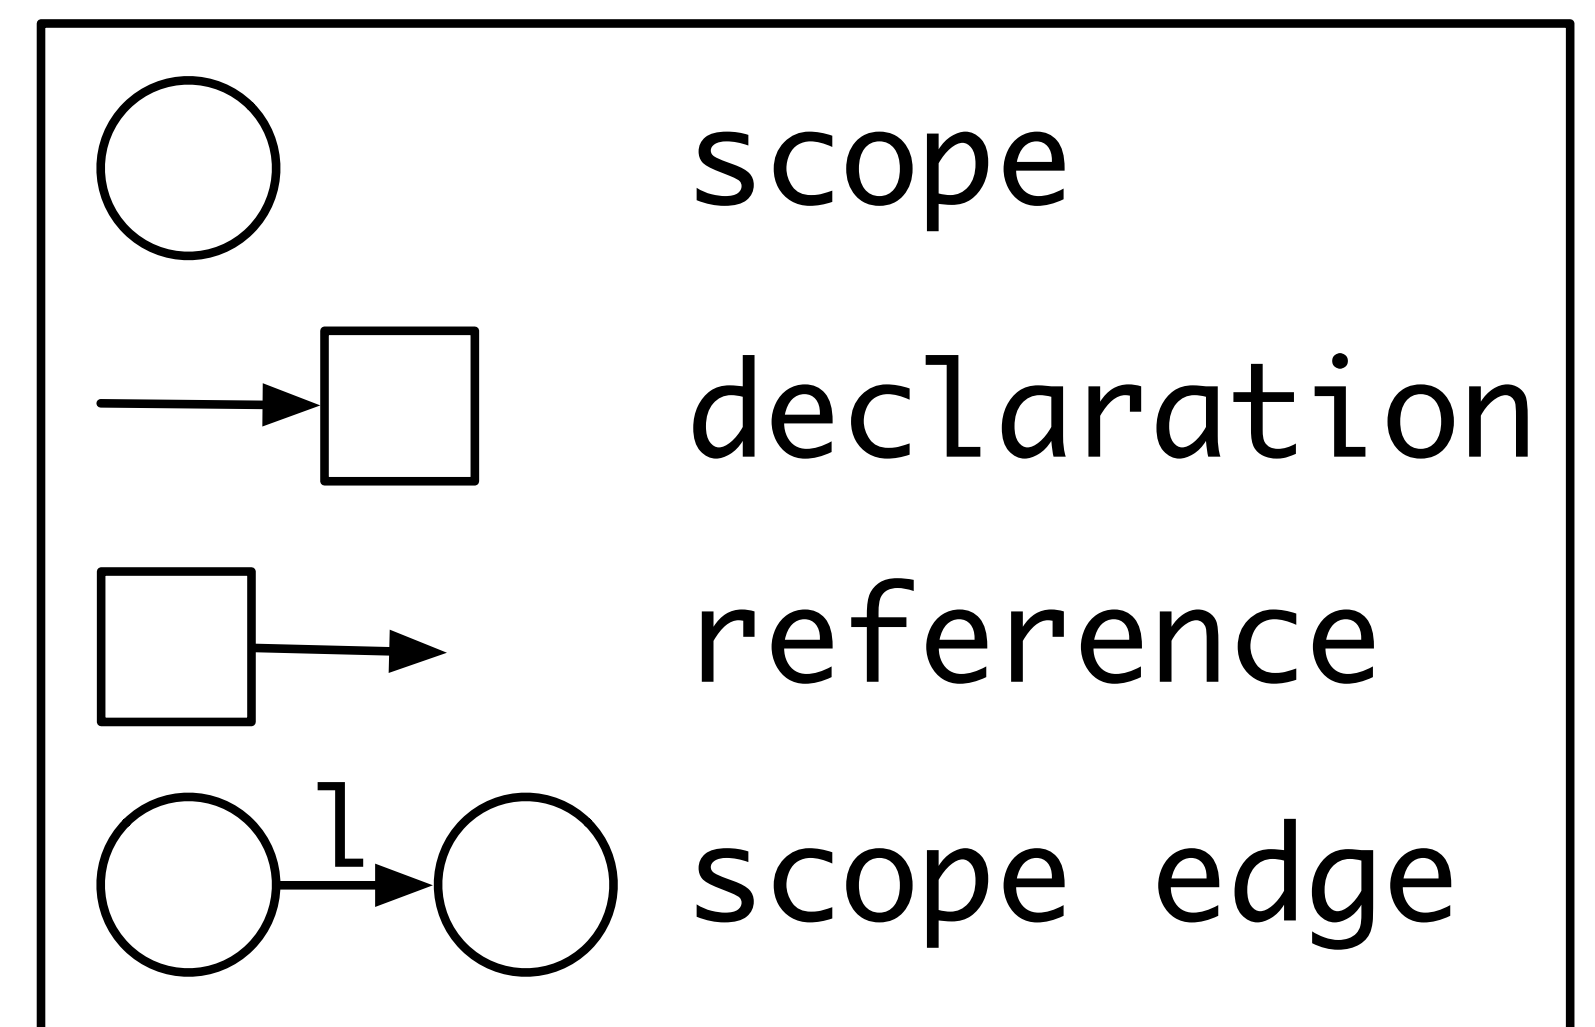 scope
declaration
reference
l
scope edge